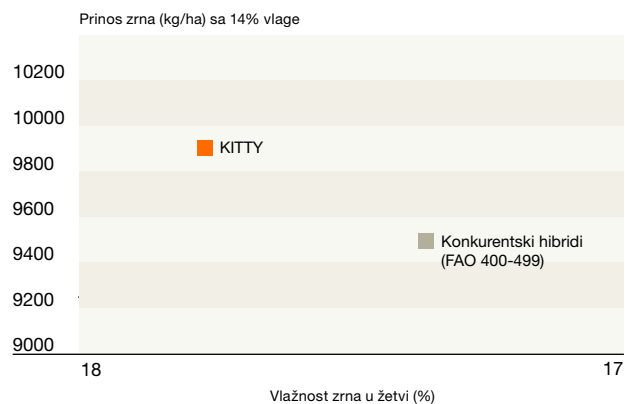 Prinos zrna (kg/ha) sa 14% vlage
10200
10000
9800
9600
9400
9200
9000
KITTY
Konkurentski hibridi
(FAO 400-499)
18
17
Vlažnost zrna u žetvi (%)